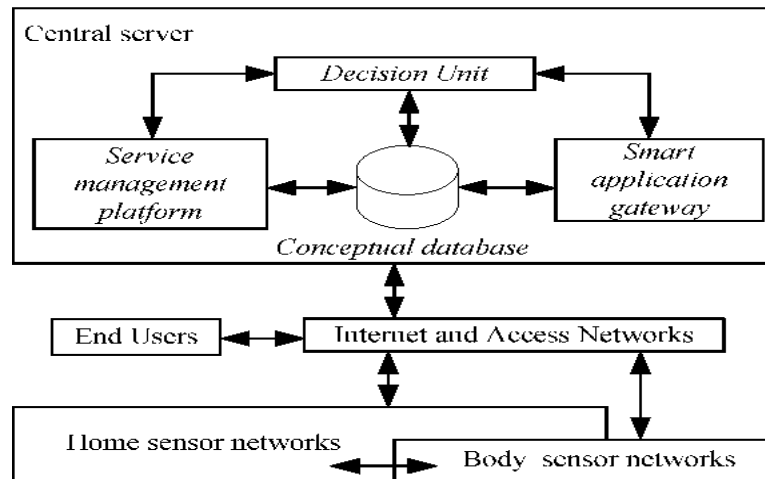 Central server
Decision Unit
Service
management
platform
Smart
application
gateway
Conceptual database
End Users
Internet and Access Networks
Home sensor networks
Body sensor networks